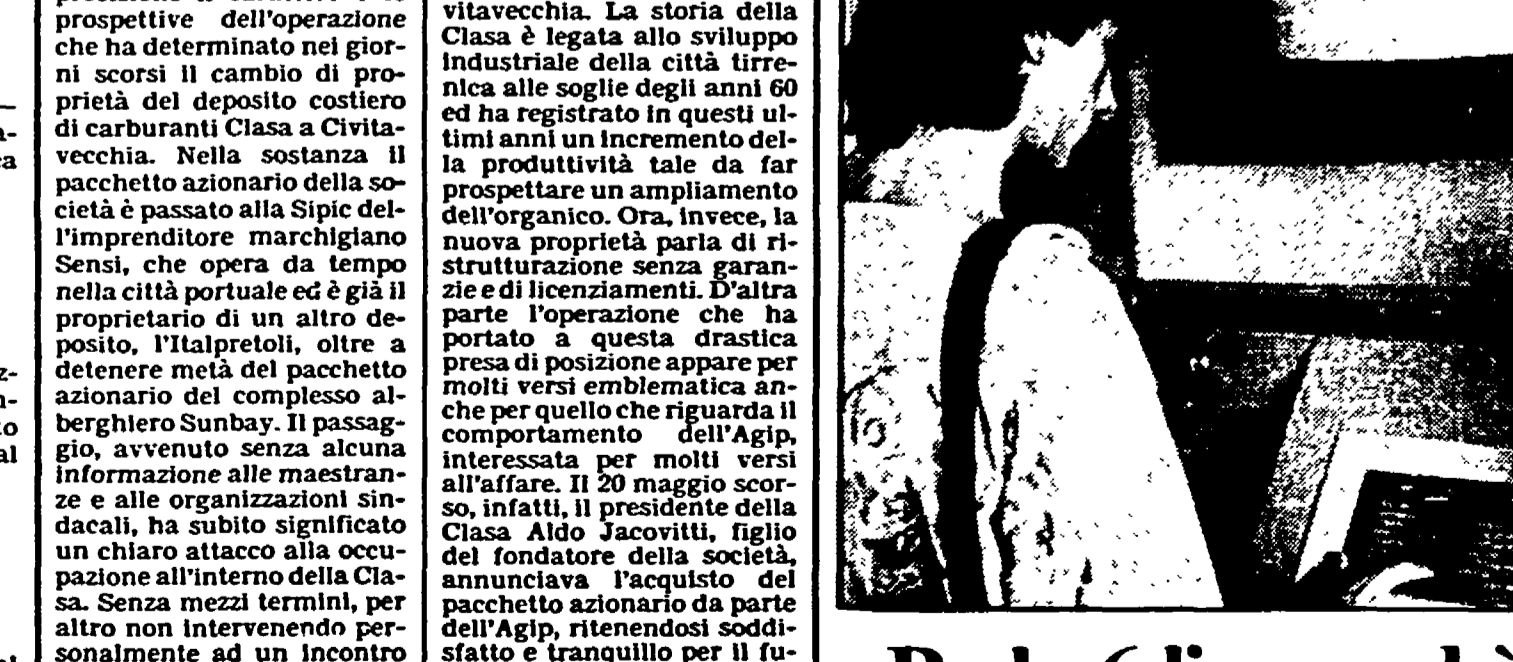 prospettive dell'operazione
che ha determinato nei gior-
ni scorsi il cambio di pro-
prietà del deposito costiero
di carburanti Clasa a Civita-
vecchia. Nella sostanza il
pacchetto azionario della so-
cietà è passato alla Sipic del-
l'imprenditore marchigiano
Sensi, che opera da tempo
nella città portuale ed è già il
proprietario di un altro de-
posito, l'Italpretoli, oltre a
detenere metà del pacchetto
azionario del complesso al-
berghiero Sunbay. Il passag-
gio, avvenuto senza alcuna
informazione alle maestran-
ze e alle organizzazioni sin-
dacali, ha subito significato
un chiaro attacco alla occu-
pazione all'interno della Cla-
sa. Senza mezzi termini, per
altro non intervenendo per-
sonalmente ad un incontro
vitavecchia. La storia della
Clasa è legata allo sviluppo
industriale della città tirre-
nica alle soglie degli anni 60
ed ha registrato in questi ul-
timi anni un incremento del-
la produttività tale da far
prospettare un ampliamento
dell'organico. Ora, invece, la
nuova proprietà parla di ri-
strutturazione senza garan-
zie e di licenziamenti. D'altra
parte l'operazione che ha
portato a questa drastica
presa di posizione appare per
molti versi emblematica an-
che per quello che riguarda il
comportamento dell'Agip,
interessata per molti versi
all'affare. Il 20 maggio scor-
so, infatti, il presidente della
Clasa Aldo Jacovitti, figlio
del fondatore della società,
annunciava l'acquisto del
pacchetto azionario da parte
dell'Agip, ritenendosi soddi-
sfatto e tranquillo per il fu-